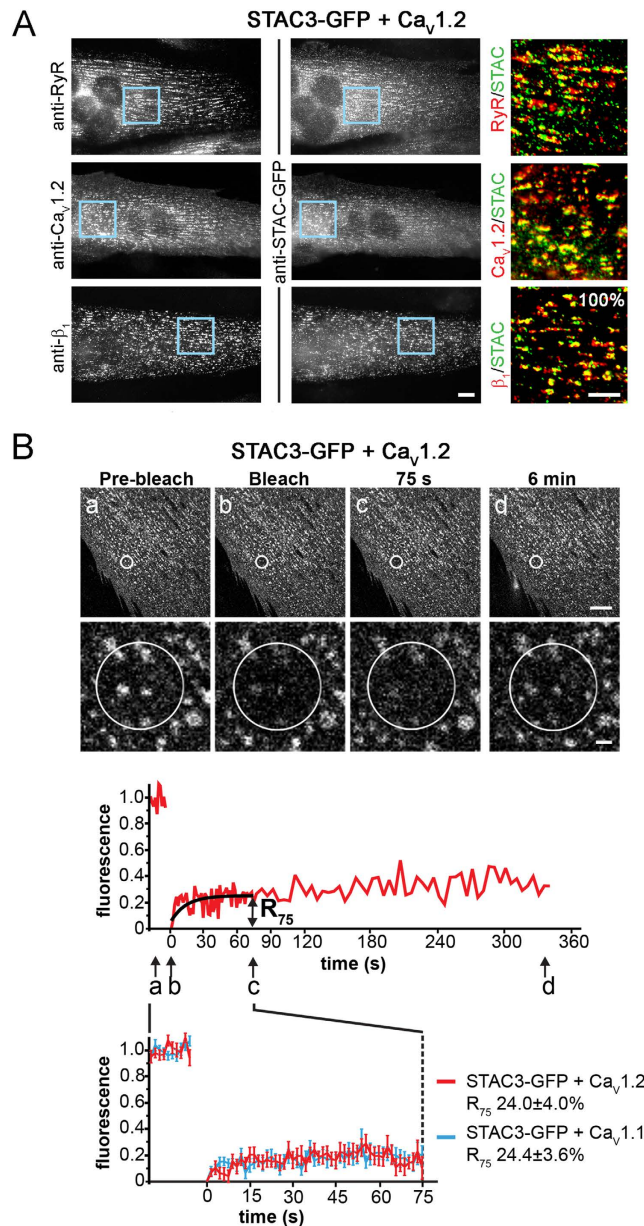 A
STAC3-GFP + CaV1.2
anti-RyR
anti-CaV1.2
anti-β1
anti-STAC-GFP
RyR/STAC
CaV1.2/STAC
β1/STAC
100%
B
STAC3-GFP + CaV1.2
Pre-bleach Bleach 75 s 6 min
a b c d
fluorescence
1.0
0.8
0.6
0.4
0.2
0
R75
0 30 60 90 120 150 180 210 240 270 300 330 360
time (s)
a b c d
fluorescence
1.0
0.8
0.6
0.4
0.2
0
0 15 30 45 60 75
time (s)
STAC3-GFP + CaV1.2
R75 24.0±4.0%
STAC3-GFP + CaV1.1
R75 24.4±3.6%